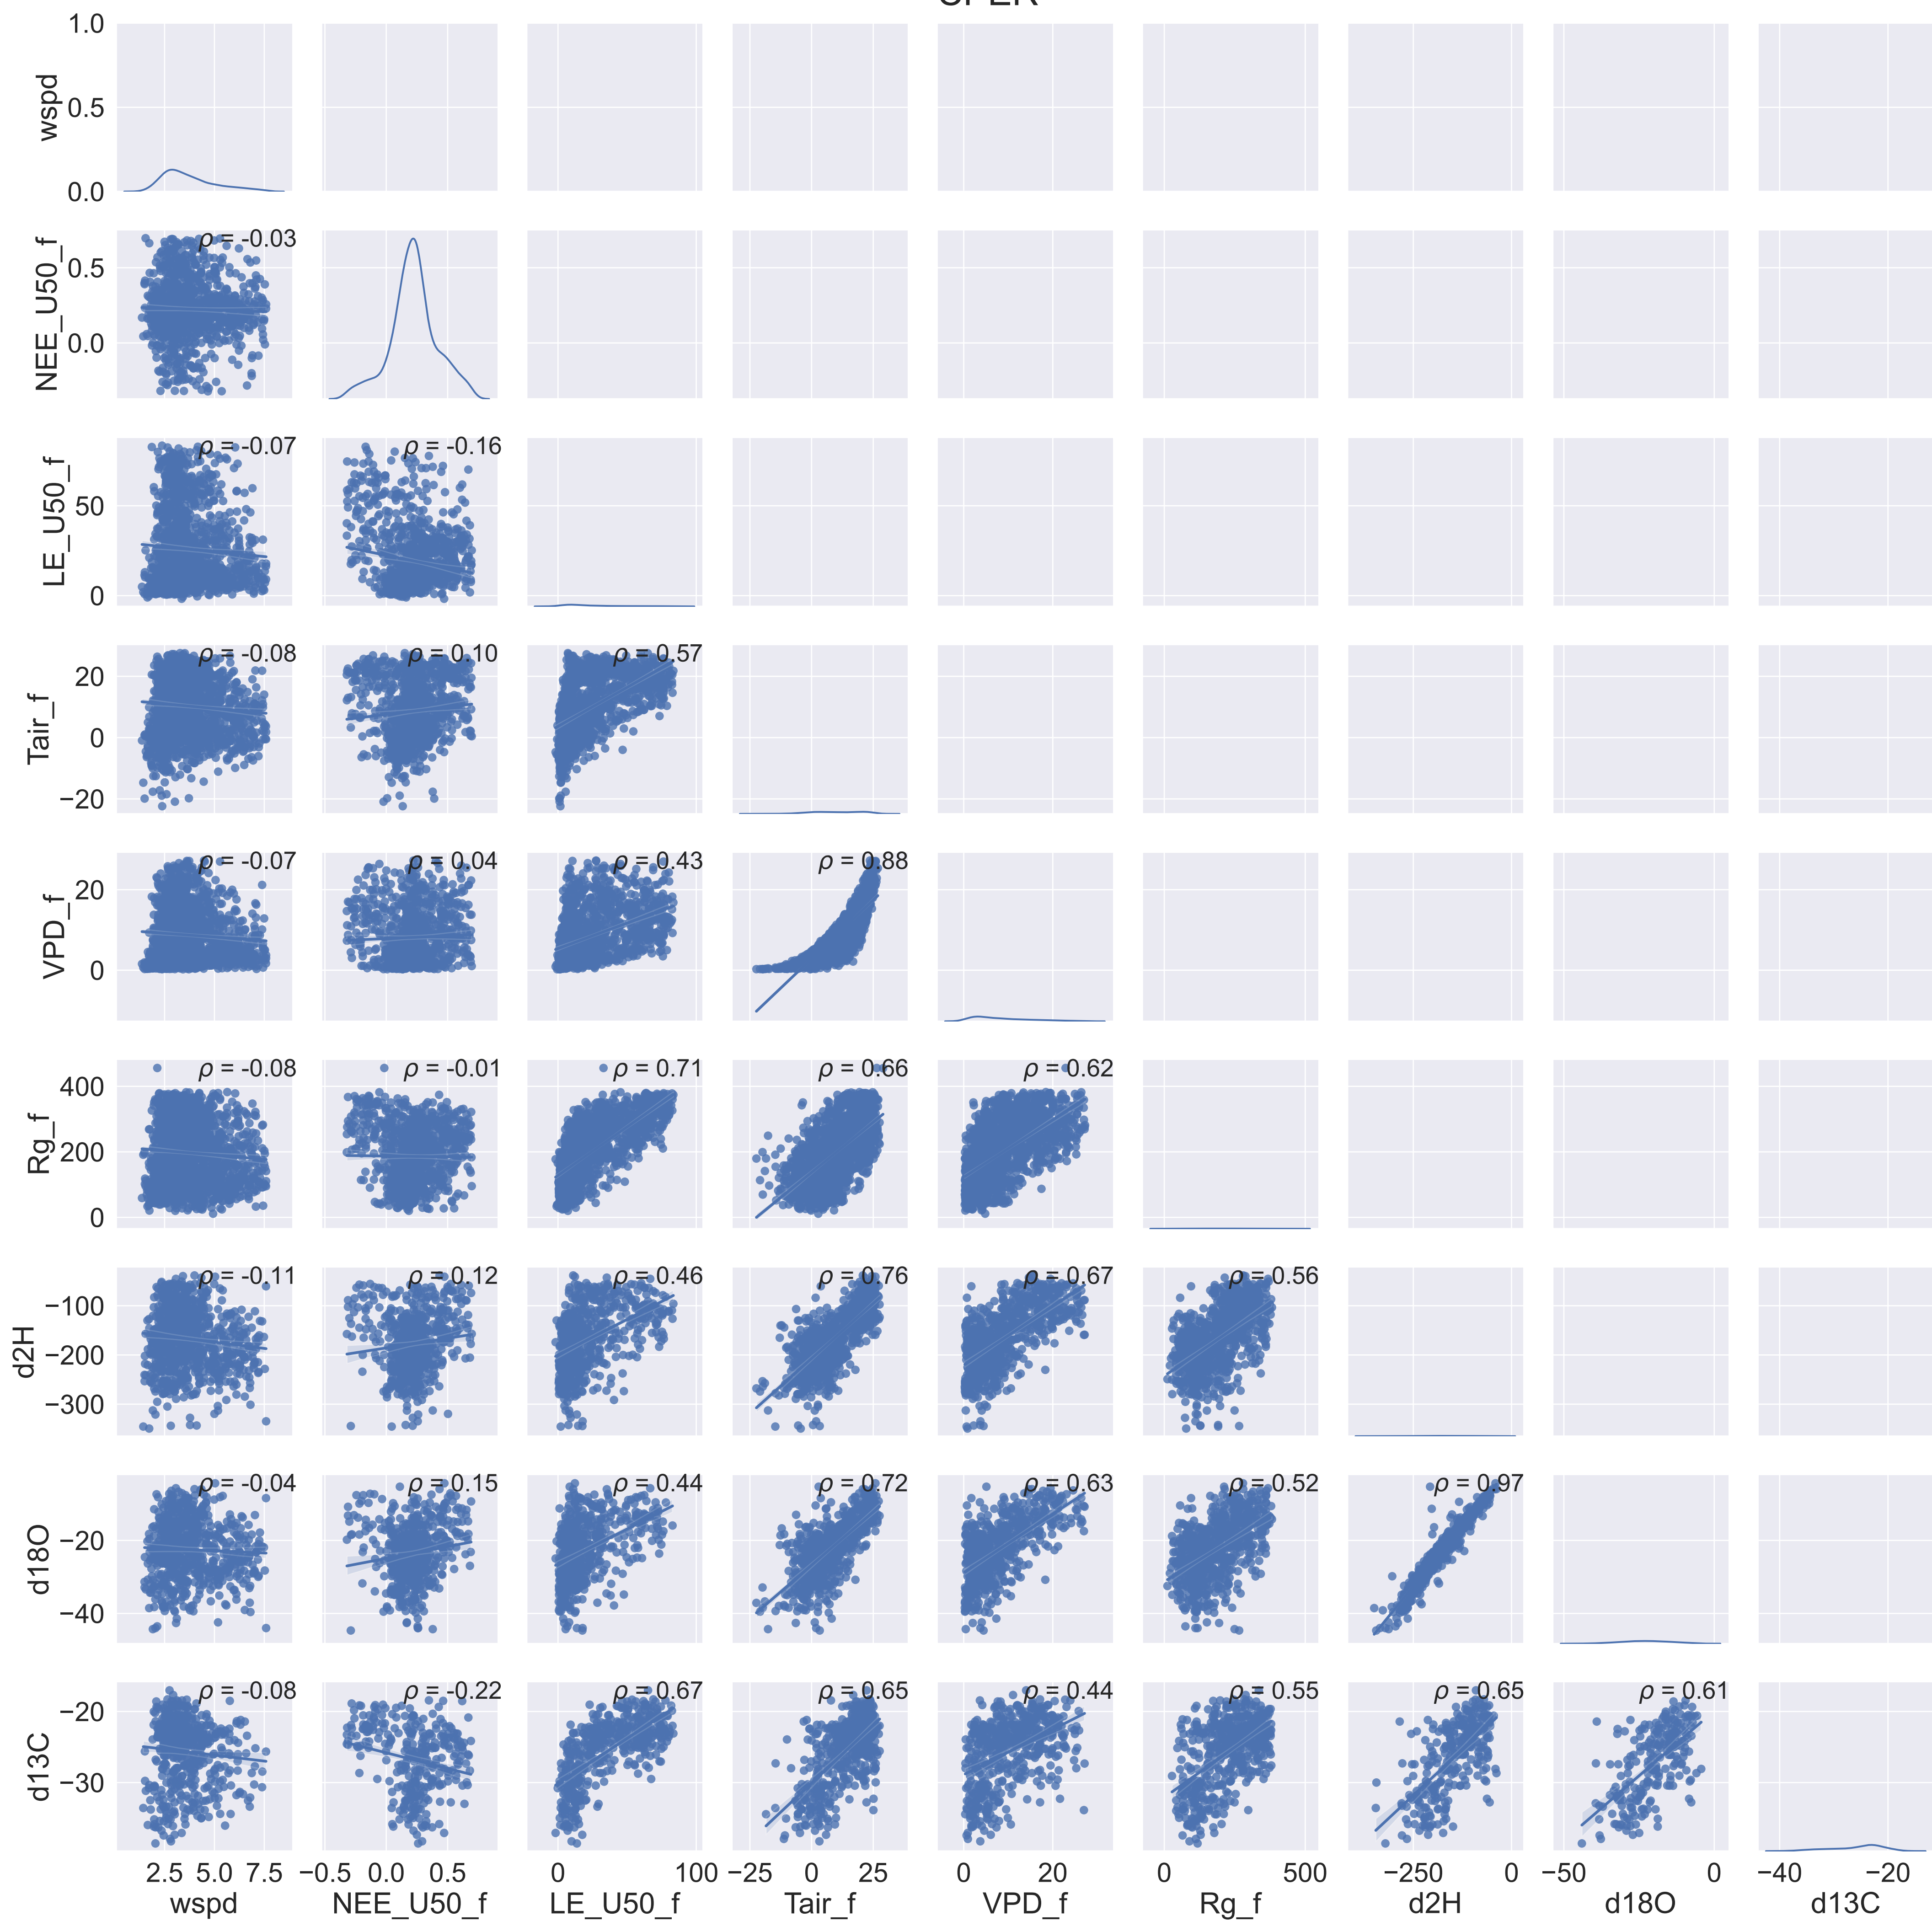 1.0
wspd
0.5
0.0
NEE_U50_f
ρ = -0.03
0.5
0.0
LE_U50_f
ρ = -0.07
ρ = -0.16
50
0
Tair_f
ρ = -0.08
ρ = 0.10
ρ = 0.57
20
0
−20
VPD_f
ρ = -0.07
ρ = 0.04
ρ = 0.43
ρ = 0.88
20
0
Rg_f
ρ = -0.08
ρ = -0.01
ρ = 0.71
ρ = 0.66
ρ = 0.62
400
200
0
d2H
ρ = -0.11
ρ = 0.12
ρ = 0.46
ρ = 0.76
ρ = 0.67
ρ = 0.56
−100
−200
−300
d18O
ρ = -0.04
ρ = 0.15
ρ = 0.44
ρ = 0.72
ρ = 0.63
ρ = 0.52
ρ = 0.97
−20
−40
d13C
ρ = -0.08
ρ = -0.22
ρ = 0.67
ρ = 0.65
ρ = 0.44
ρ = 0.55
ρ = 0.65
ρ = 0.61
−20
−30
2.5 5.0 7.5 −0.5 0.0 0.5 0 100 −25 0 25 0 20 0 500 −250 0 −50 0 −40 −20
wspd NEE_U50_f LE_U50_f Tair_f VPD_f Rg_f d2H d18O d13C